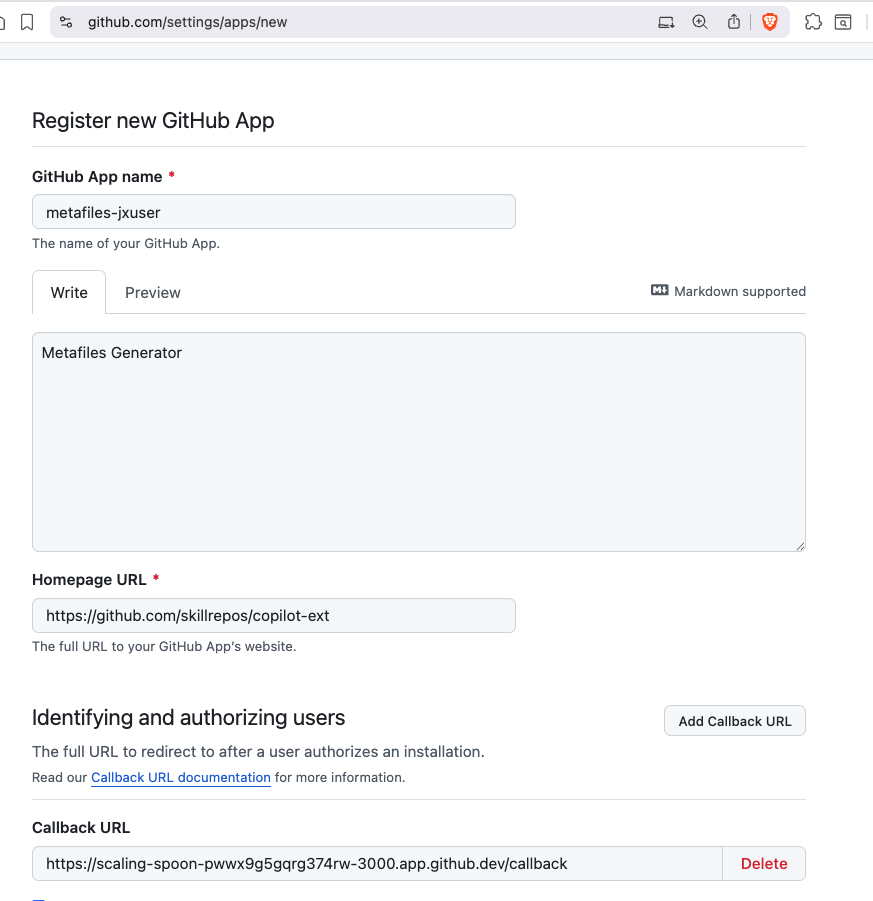 github.com/settings/apps/new
Register new GitHub App
GitHub App name *
metafiles-jxuser
The name of your GitHub App.
Write Preview Markdown supported
Metafiles Generator
Homepage URL *
https://github.com/skillrepos/copilot-ext
The full URL to your GitHub App's website.
Identifying and authorizing users Add Callback URL
The full URL to redirect to after a user authorizes an installation.
Read our Callback URL documentation for more information.
Callback URL
https://scaling-spoon-pwwx9g5gqrg374rw-3000.app.github.dev/callback Delete